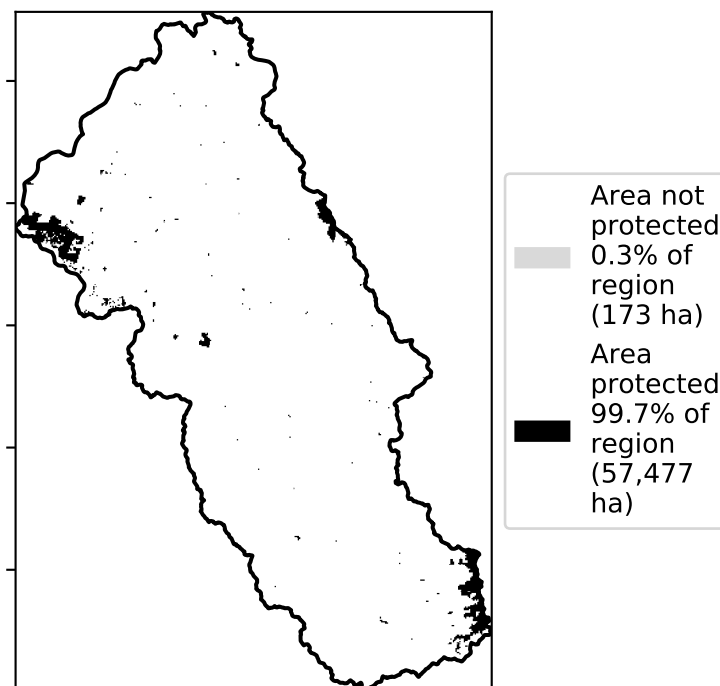 Area not
protected
0.3% of
region
(173 ha)
Area
protected
99.7% of
region
(57,477
ha)